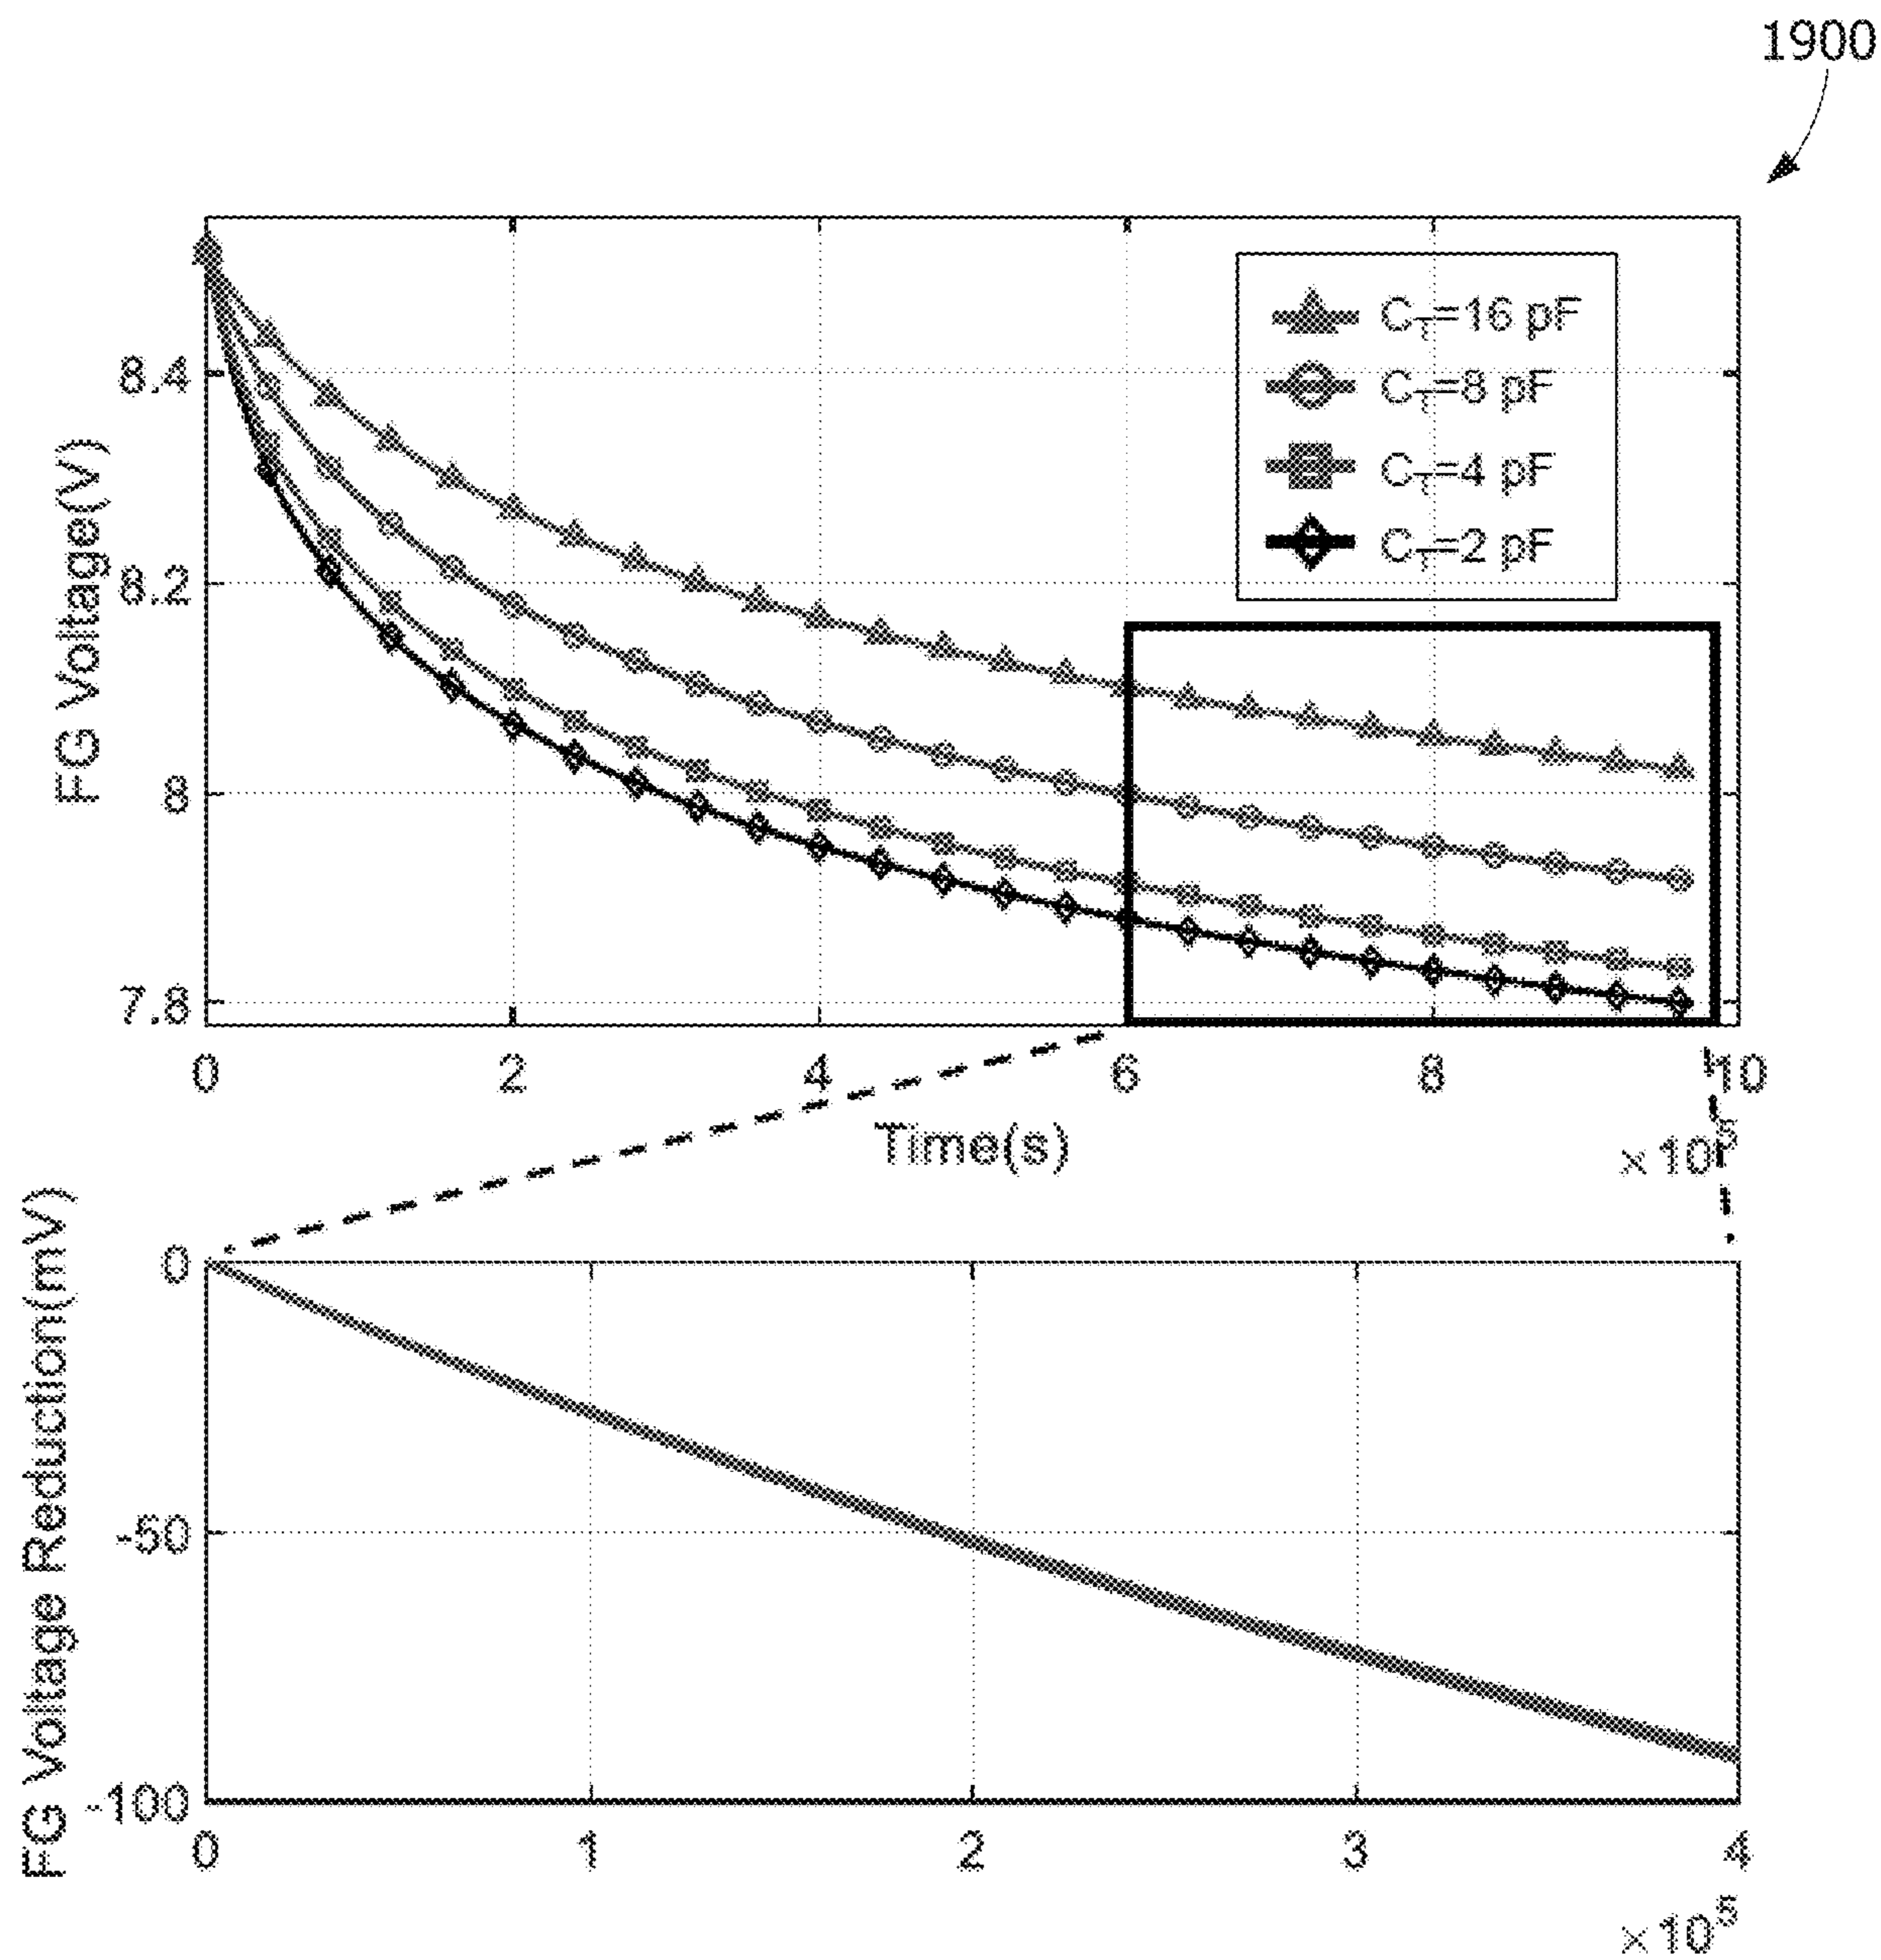 1900
FG Voltage(V)
8.4
8.2
8
7.8
C_T=16 pF
C_T=8 pF
C_T=4 pF
C_T=2 pF
0 2 4 6 8 10
Time(s)
×10^5
FG Voltage Reduction(mV)
0
-50
-100
0 1 2 3 4
×10^5